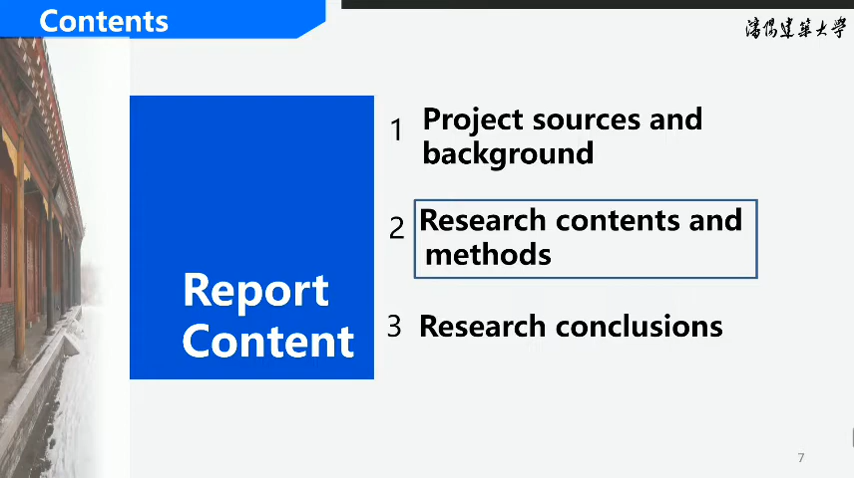 Contents
沈阳建筑大学
1 Project sources and
background
2 Research contents and
methods
3 Research conclusions
Report
Content
7